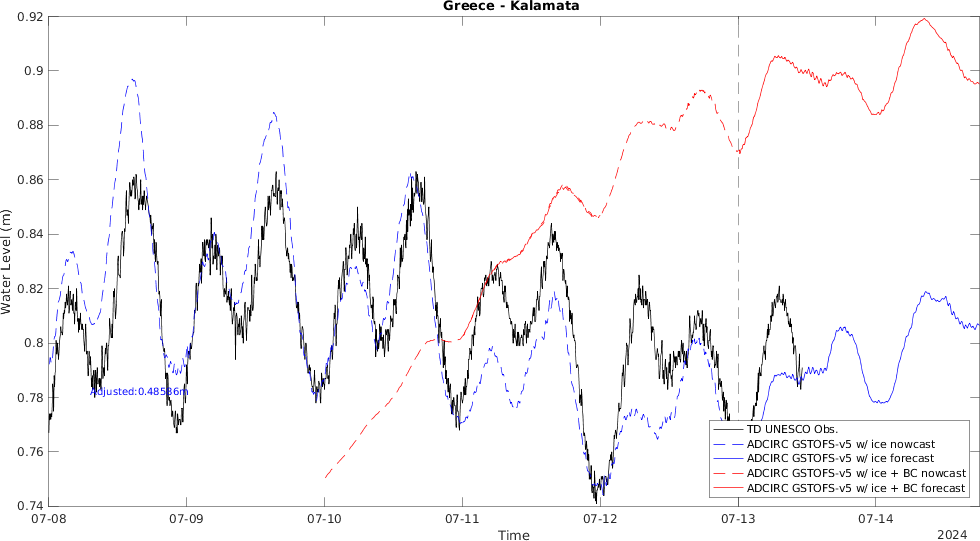 Greece - Kalamata
Water Level (m)
0.92
0.9
0.88
0.86
0.84
0.82
0.8
0.78
0.76
0.74
Adjusted:0.48536m
TD UNESCO Obs.
ADCIRC GSTOFS-v5 w/ ice nowcast
ADCIRC GSTOFS-v5 w/ ice forecast
ADCIRC GSTOFS-v5 w/ ice + BC nowcast
ADCIRC GSTOFS-v5 w/ ice + BC forecast
07-08 07-09 07-10 07-11 07-12 07-13 07-14
Time
2024